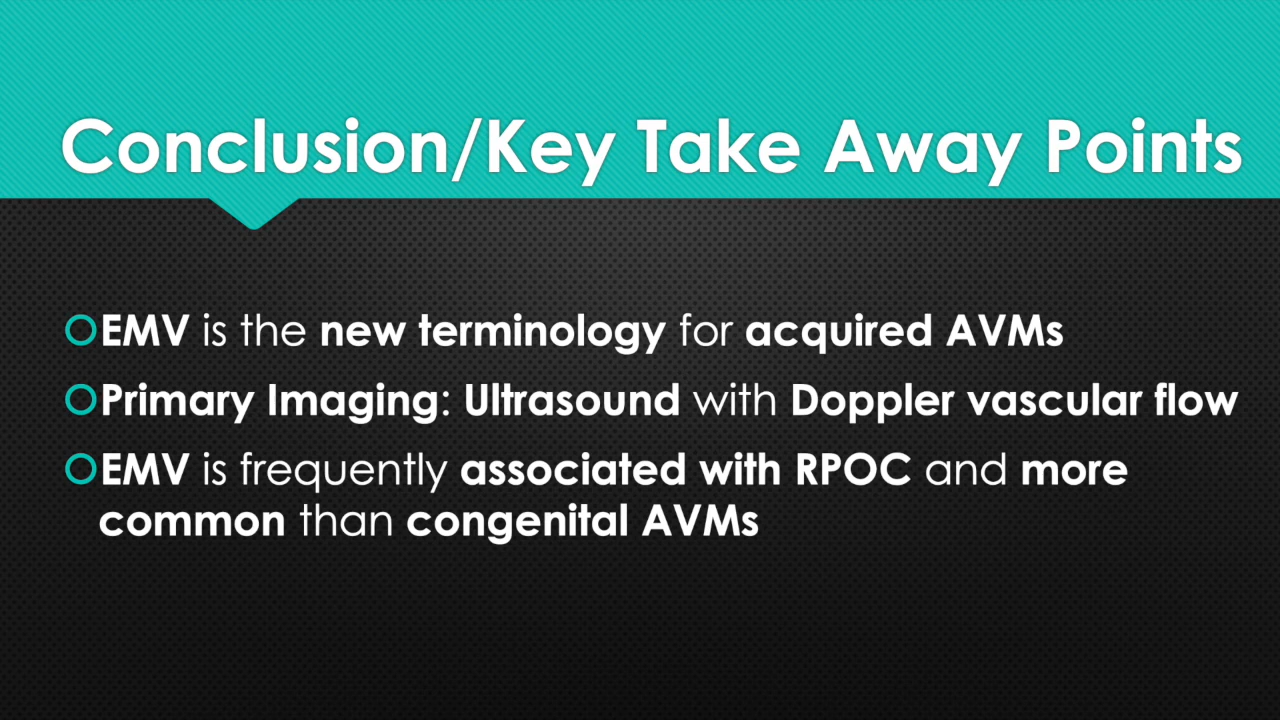 Conclusion/Key Take Away Points
EMV is the new terminology for acquired AVMs
Primary Imaging: Ultrasound with Doppler vascular flow
EMV is frequently associated with RPOC and more
common than congenital AVMs